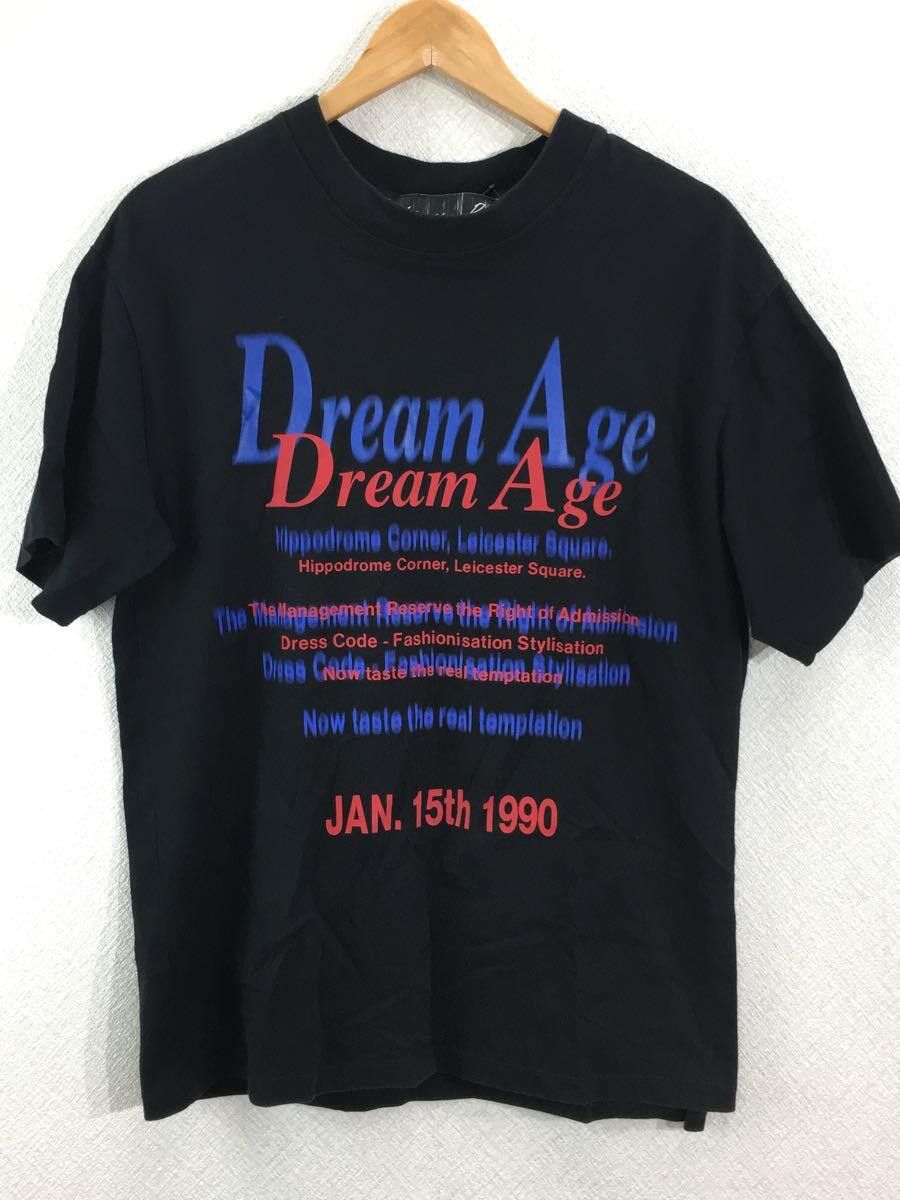 Dream Age
Dream Age
Hippodrome Corner, Leicester Square.
Hippodrome Corner, Leicester Square.
The Management Reserve the Right of Admission
The Management Reserve the Right of Admission
Dress Code - Fashionisation Stylisation
Dress Code - Fashionisation Stylisation
Now taste the real temptation
Now taste the real temptation
JAN. 15th 1990